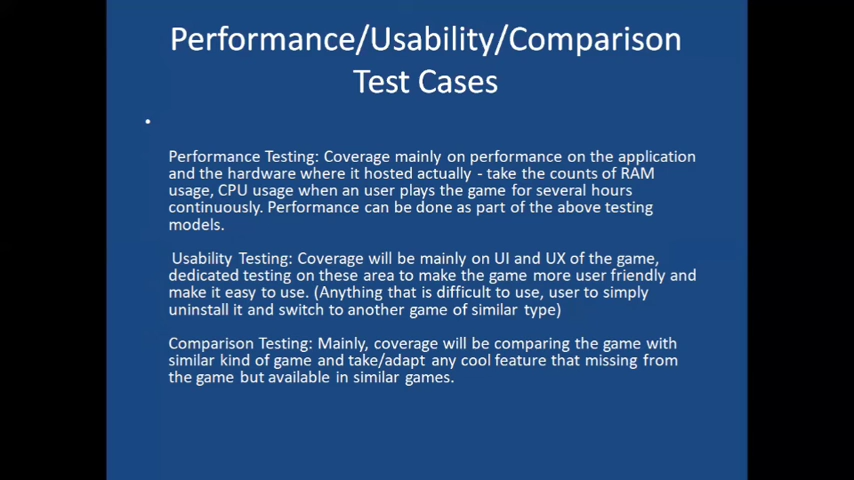 Performance/Usability/Comparison
Test Cases
•
Performance Testing: Coverage mainly on performance on the application
and the hardware where it hosted actually - take the counts of RAM
usage, CPU usage when an user plays the game for several hours
continuously. Performance can be done as part of the above testing
models.
Usability Testing: Coverage will be mainly on UI and UX of the game,
dedicated testing on these area to make the game more user friendly and
make it easy to use. (Anything that is difficult to use, user to simply
uninstall it and switch to another game of similar type)
Comparison Testing: Mainly, coverage will be comparing the game with
similar kind of game and take/adapt any cool feature that missing from
the game but available in similar games.